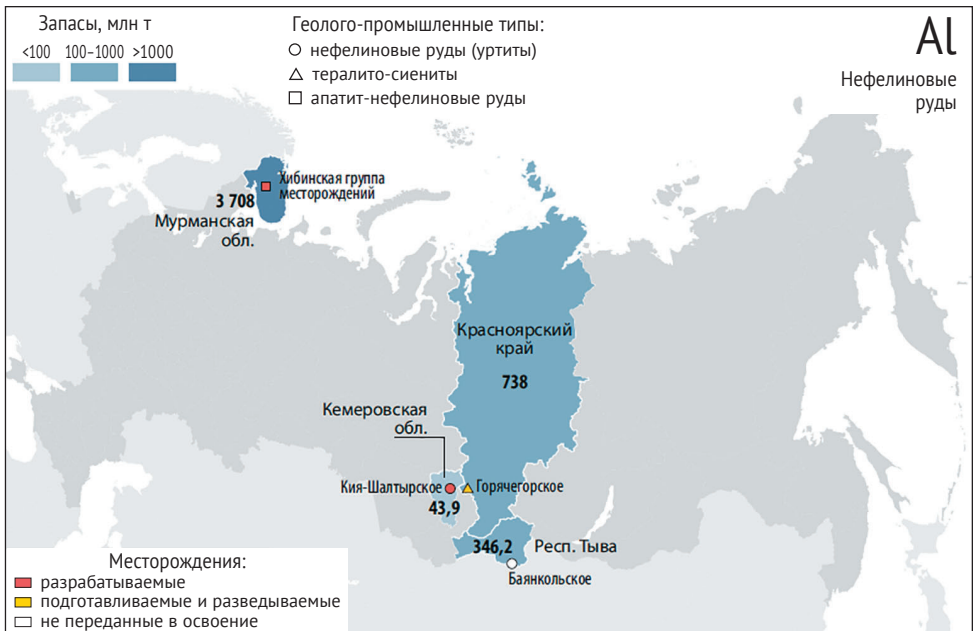 Запасы, млн т
<100 100–1000 >1000
Геолого-промышленные типы:
нефелиновые руды (уртиты)
тералито-сиениты
апатит-нефелиновые руды
Al
Нефелиновые
руды
Хибинская группа
месторождений
3 708
Мурманская
обл.
Красноярский
край
738
Кемеровская
обл.
Кия-Шалтырское
Горячегорское
43,9
346,2
Респ. Тыва
Баянкольское
Месторождения:
разрабатываемые
подготавливаемые и разведываемые
не переданные в освоение